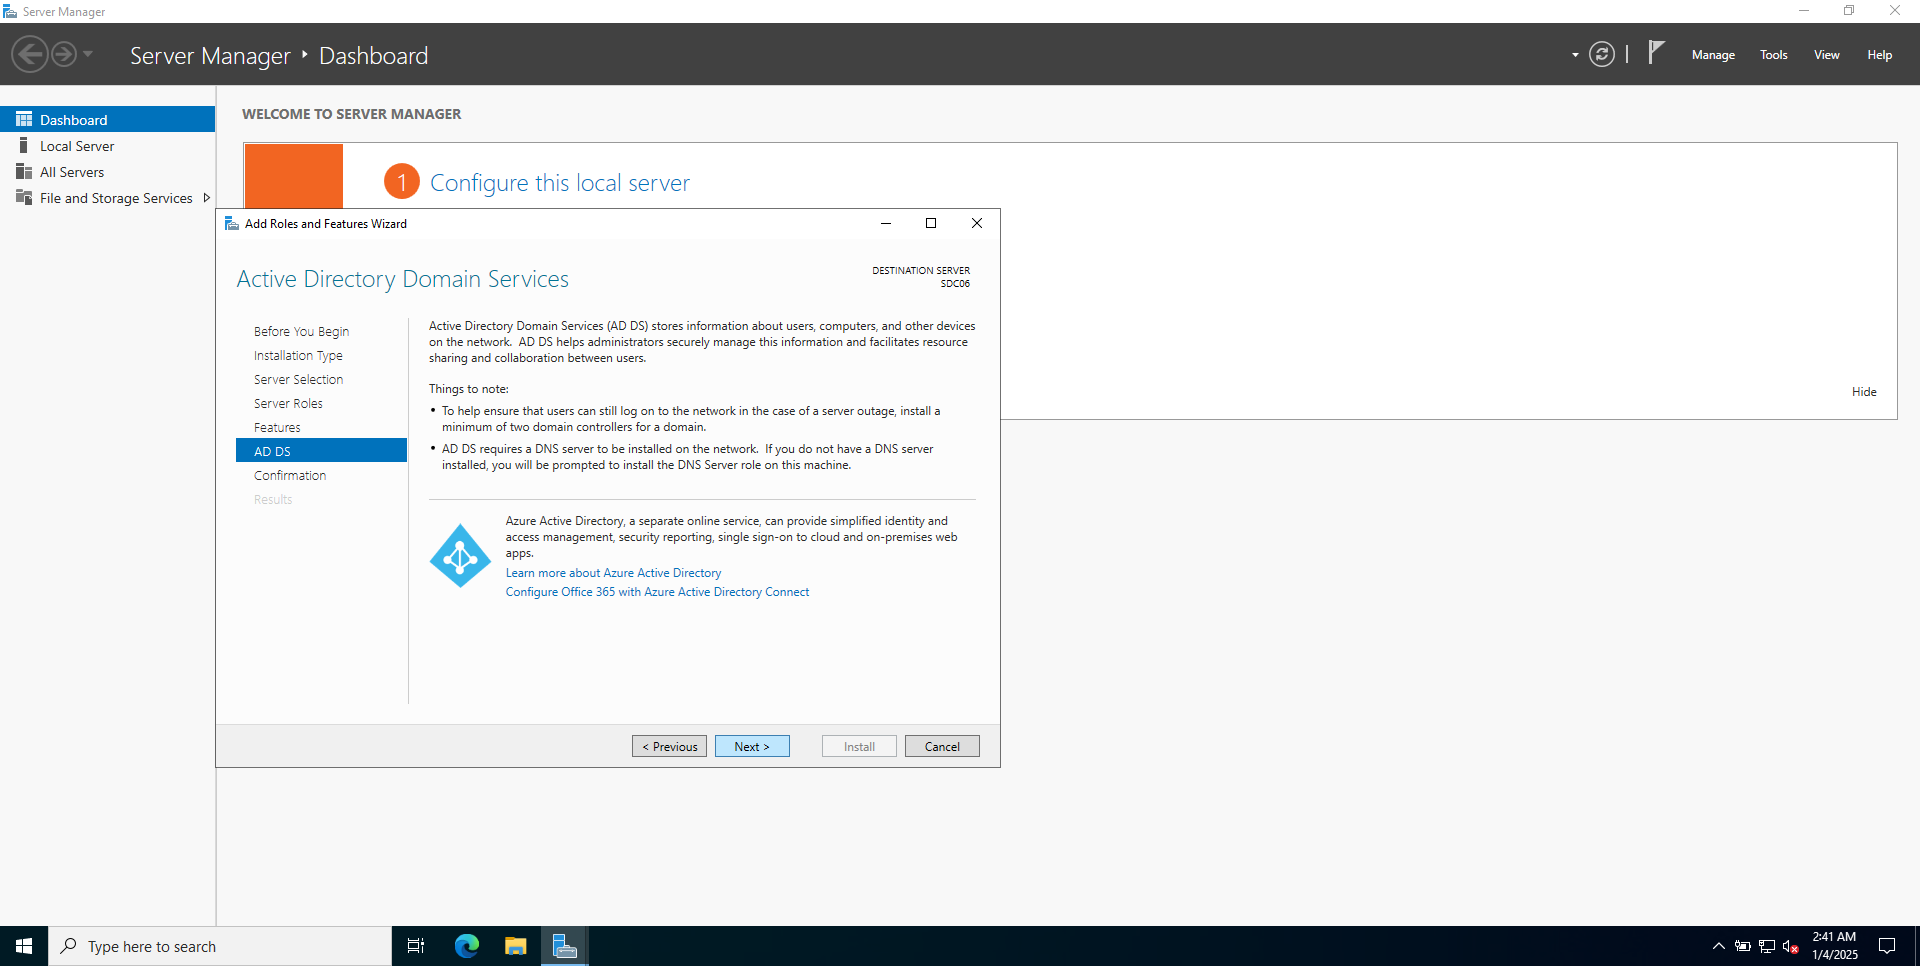 Server Manager
Server Manager ‣ Dashboard
Manage
Tools
View
Help
Dashboard
Local Server
All Servers
File and Storage Services
WELCOME TO SERVER MANAGER
1 Configure this local server
Hide
Add Roles and Features Wizard
Active Directory Domain Services
DESTINATION SERVER
SDC06
Before You Begin
Installation Type
Server Selection
Server Roles
Features
AD DS
Confirmation
Results
Active Directory Domain Services (AD DS) stores information about users, computers, and other devices
on the network. AD DS helps administrators securely manage this information and facilitates resource
sharing and collaboration between users.
Things to note:
• To help ensure that users can still log on to the network in the case of a server outage, install a
minimum of two domain controllers for a domain.
• AD DS requires a DNS server to be installed on the network. If you do not have a DNS server
installed, you will be prompted to install the DNS Server role on this machine.
Azure Active Directory, a separate online service, can provide simplified identity and
access management, security reporting, single sign-on to cloud and on-premises web
apps.
Learn more about Azure Active Directory
Configure Office 365 with Azure Active Directory Connect
< Previous
Next >
Install
Cancel
Type here to search
2:41 AM
1/4/2025